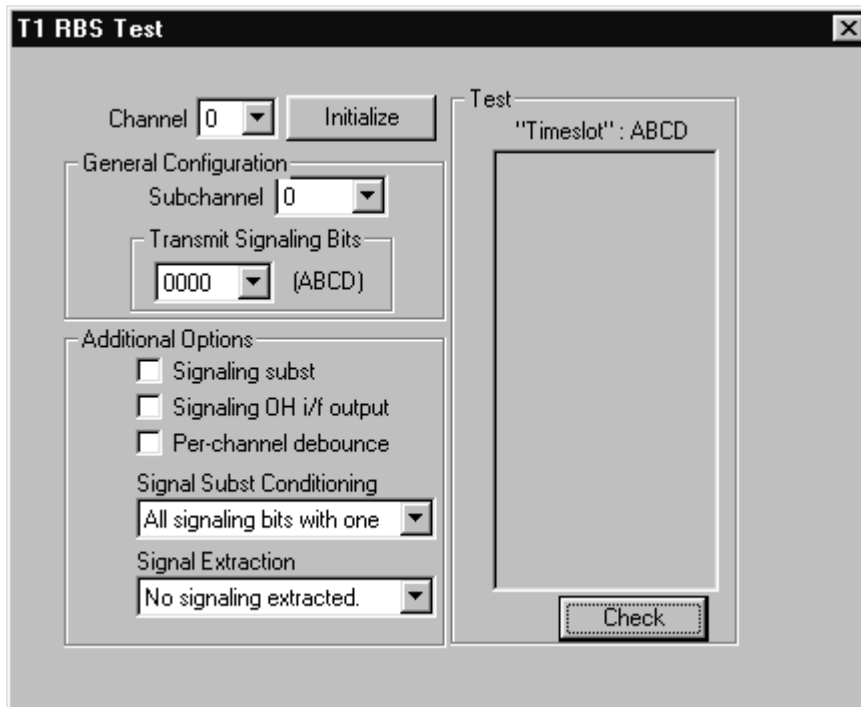 T1 RBS Test
Channel 0 Initialize
General Configuration
Subchannel 0
Transmit Signaling Bits
0000 (ABCD)
Additional Options
Signaling subst
Signaling OH i/f output
Per-channel debounce
Signal Subst Conditioning
All signaling bits with one
Signal Extraction
No signaling extracted.
Test
"Timeslot" : ABCD
Check